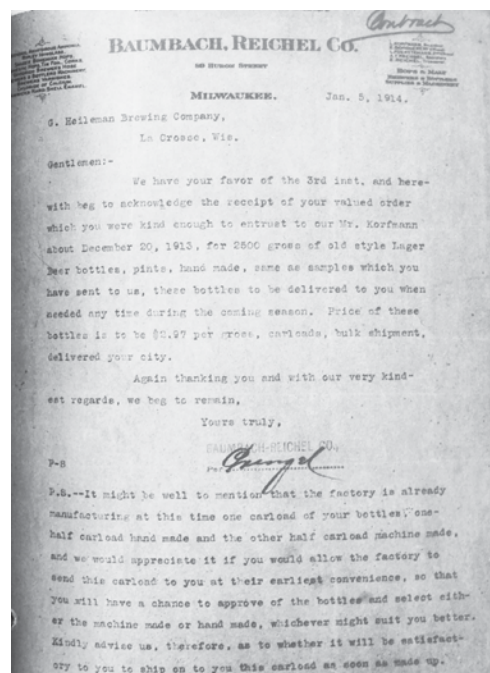 Contract
BAUMBACH, REICHEL CO.
HURON STREET
MILWAUKEE.
Jan. 5, 1914.
G. Heileman Brewing Company,
La Crosse, Wis.
Gentlemen:-
We have your favor of the 3rd inst, and here-
with beg to acknowledge the receipt of your valued order
which you were kind enough to entrust to our Mr. Korfmann
about December 20, 1913, for 2500 gross of old style Lager
Beer bottles, pints, hand made, same as samples which you
have sent to us, these bottles to be delivered to you when
needed any time during the coming season. Price of these
bottles is to be $2.97 per gross, carloads, bulk shipment,
delivered your city.
Again thanking you and with our very kind-
est regards, we beg to remain,
Yours truly,
BAUMBACH-REICHEL CO.,
Per
P-B
P.S.--It might be well to mention that the factory is already
manufacturing at this time one carload of your bottles, one-
half carload hand made and the other half carload machine made,
and we would appreciate it if you would allow the factory to
send this carload to you at their earliest convenience, so that
you will have a chance to approve of the bottles and select eith-
er the machine made or hand made, whichever might suit you better.
Kindly advise us, therefore, as to whether it will be satisfact-
ory to you to ship on to you this carload as soon as made up.